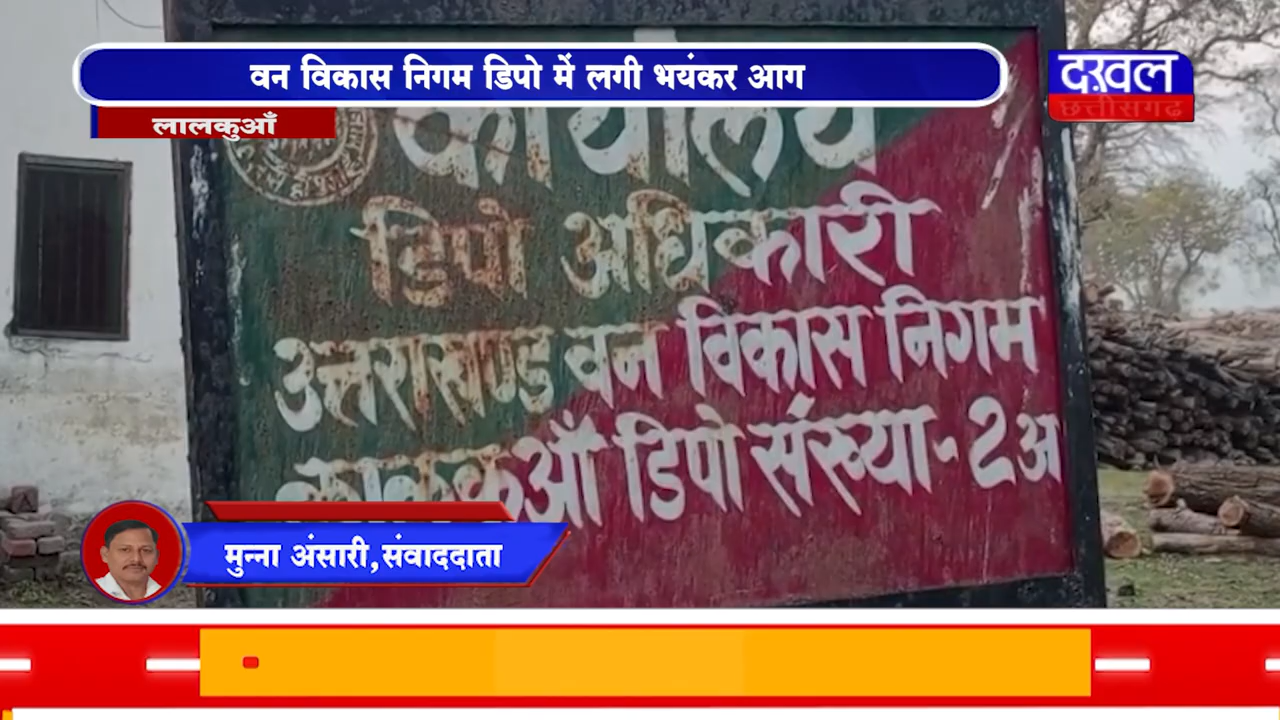 वन विकास निगम डिपो में लगी भयंकर आग
दख़ल
छत्तीसगढ़
लालकुआँ
कार्यालय
डिपो अधिकारी
उत्तराखण्ड वन विकास निगम
लालकुआँ डिपो संख्या-2अ
मुन्ना अंसारी,संवाददाता